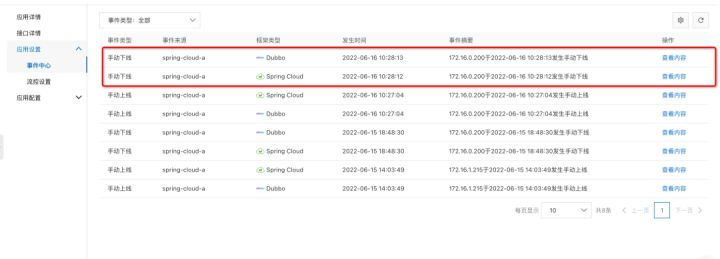 应用详情
接口详情
应用设置
事件中心
流控设置
应用配置
事件类型: 全部
事件类型 事件来源 框架类型 发生时间 事件摘要 操作
手动下线 spring-cloud-a Dubbo 2022-06-16 10:28:13 172.16.0.200于2022-06-16 10:28:13发生手动下线 查看内容
手动下线 spring-cloud-a Spring Cloud 2022-06-16 10:28:12 172.16.0.200于2022-06-16 10:28:12发生手动下线 查看内容
手动上线 spring-cloud-a Spring Cloud 2022-06-16 10:27:04 172.16.0.200于2022-06-16 10:27:04发生手动上线 查看内容
手动上线 spring-cloud-a Dubbo 2022-06-16 10:27:04 172.16.0.200于2022-06-16 10:27:04发生手动上线 查看内容
手动下线 spring-cloud-a Dubbo 2022-06-15 18:48:30 172.16.0.200于2022-06-15 18:48:30发生手动下线 查看内容
手动下线 spring-cloud-a Spring Cloud 2022-06-15 18:48:30 172.16.0.200于2022-06-15 18:48:30发生手动下线 查看内容
手动上线 spring-cloud-a Spring Cloud 2022-06-15 14:03:49 172.16.1.215于2022-06-15 14:03:49发生手动上线 查看内容
手动上线 spring-cloud-a Dubbo 2022-06-15 14:03:49 172.16.1.215于2022-06-15 14:03:49发生手动上线 查看内容
每页显示 10 共8条 上一页 1 下一页